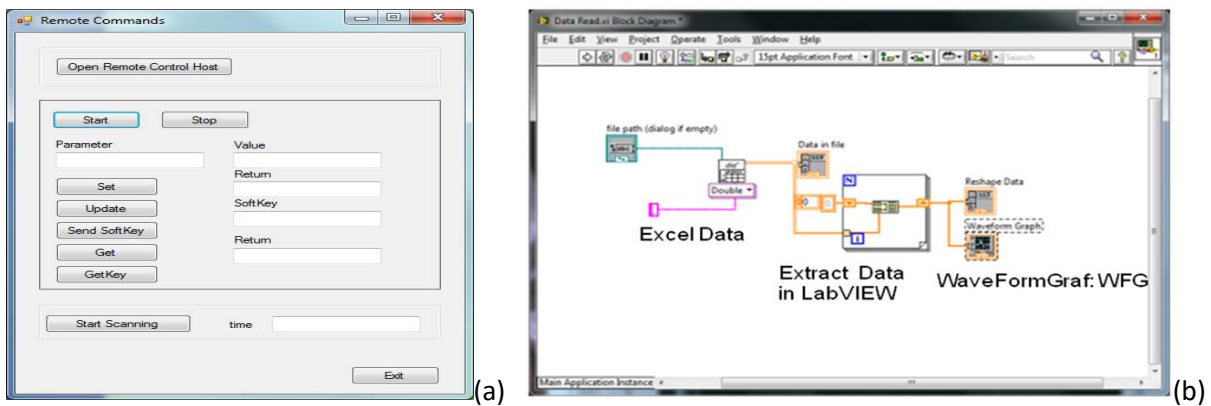 Remote Commands
Open Remote Control Host
Start Stop
Parameter Value
Return
Set
SoftKey
Update
Send SoftKey
Return
Get
GetKey
Start Scanning time
Exit
(a)
Data Read.vi Block Diagram *
File Edit View Project Operate Tools Window Help
15pt Application Font Search
file path (dialog if empty)
Data in file
Double
Excel Data
Reshape Data
Waveform Graph
Extract Data
in LabVIEW
WaveFormGraf: WFG
Main Application Instance
(b)